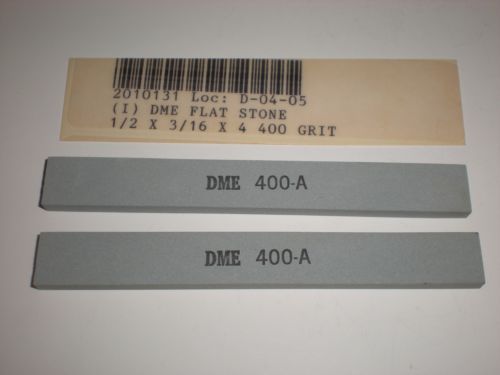 2010131 Loc: D-04-05
(I) DME FLAT STONE
1/2 X 3/16 X 4 400 GRIT
DME 400-A
DME 400-A